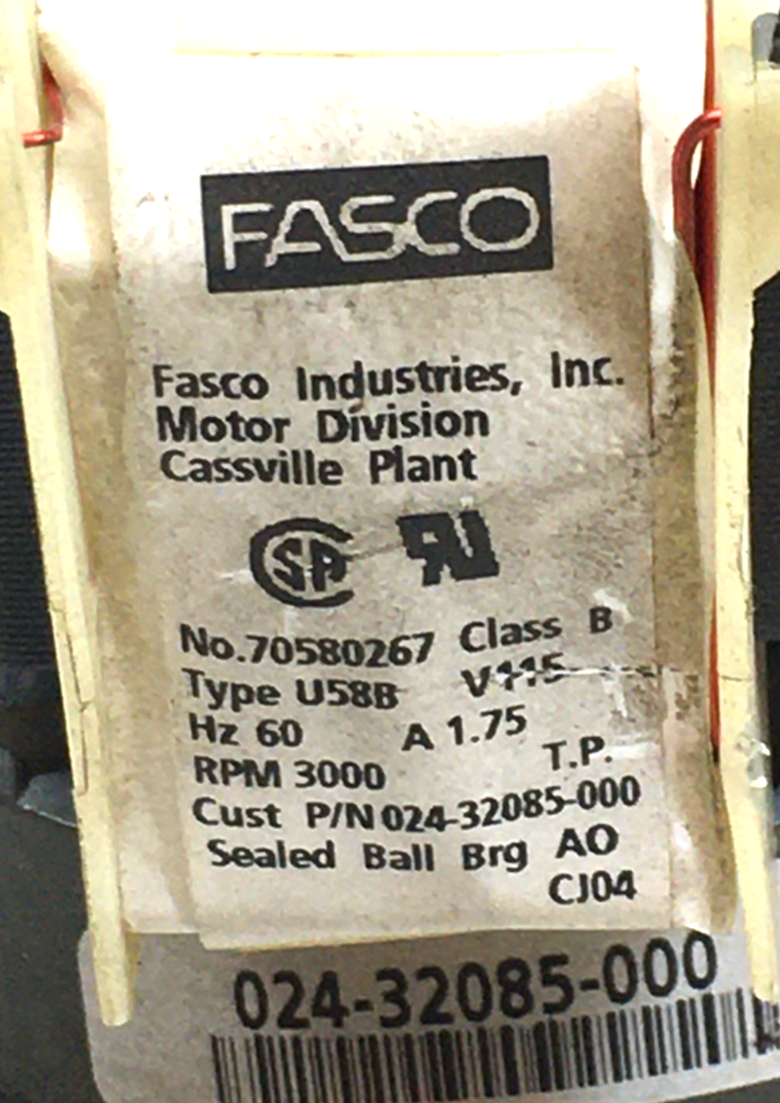 FASCO
Fasco Industries, Inc.
Motor Division
Cassville Plant
No.70580267 Class B
Type U58B V115
Hz 60 A 1.75
RPM 3000 T.P.
Cust P/N 024-32085-000
Sealed Ball Brg AO
CJ04
024-32085-000